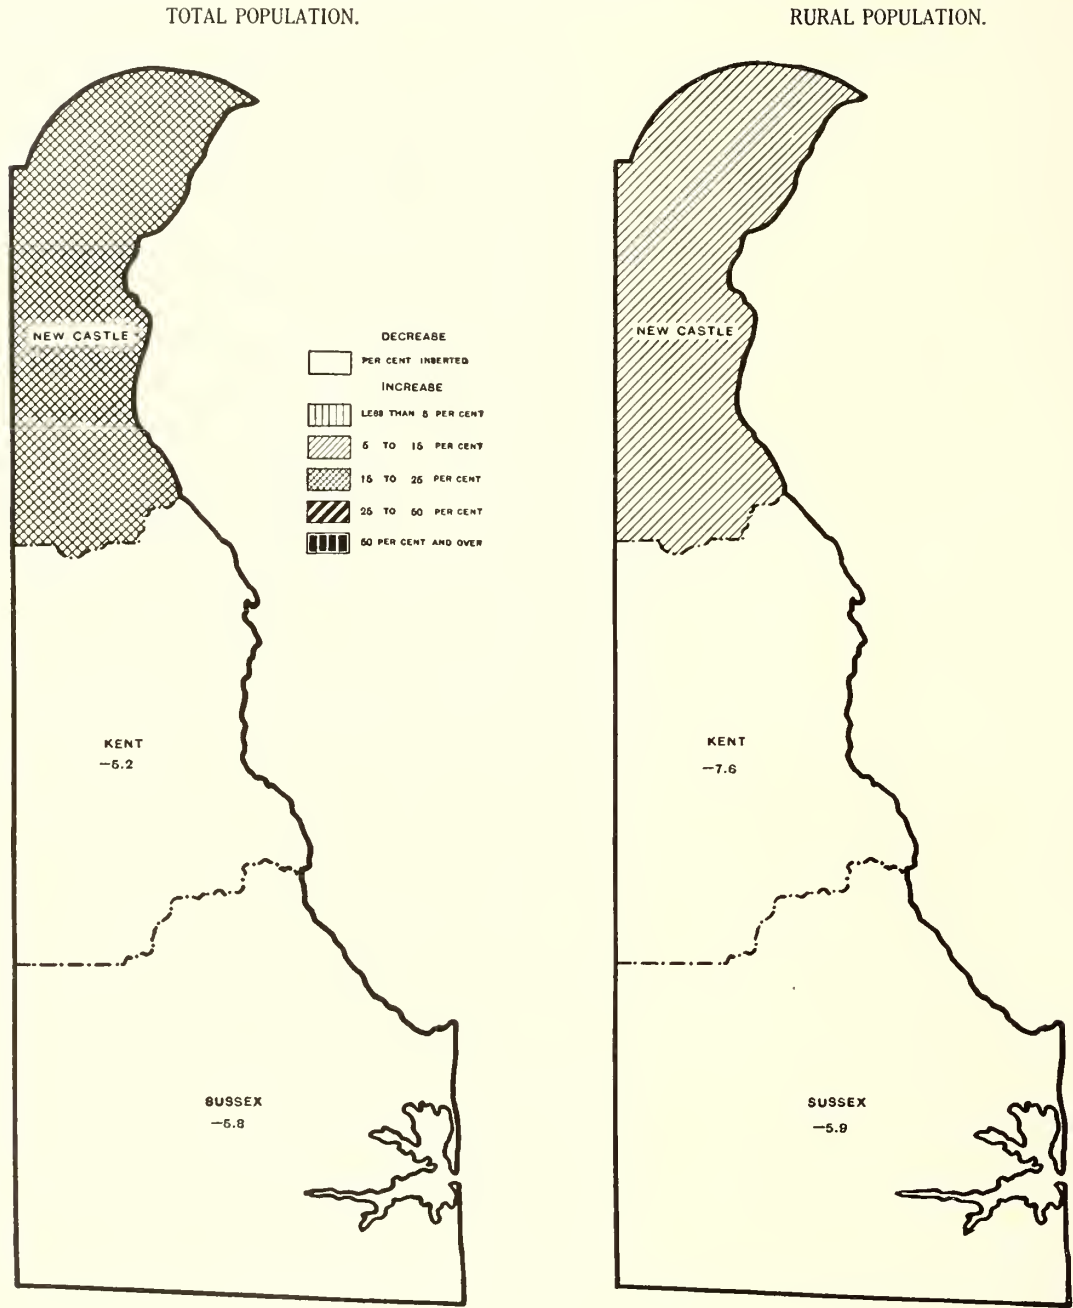 TOTAL POPULATION.
RURAL POPULATION.
NEW CASTLE
DECREASE
PER CENT INSERTED
INCREASE
LESS THAN 5 PER CENT
5 TO 15 PER CENT
15 TO 25 PER CENT
25 TO 50 PER CENT
50 PER CENT AND OVER
KENT
—5.2
SUSSEX
—5.8
NEW CASTLE
KENT
—7.6
SUSSEX
—5.9